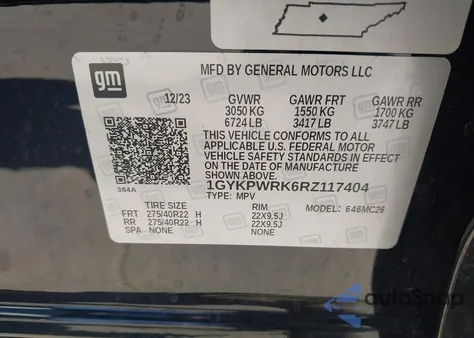 gm
MFD BY GENERAL MOTORS LLC
12/23 GVWR GAWR FRT GAWR RR
3050 KG 1550 KG 1700 KG
6724 LB 3417 LB 3747 LB
THIS VEHICLE CONFORMS TO ALL
APPLICABLE U.S. FEDERAL MOTOR
VEHICLE SAFETY STANDARDS IN EFFECT
ON THE DATE OF MANUFACTURE
SHOWN ABOVE.
384A
1GYKPWRK6RZ117404
TYPE: MPV
TIRE SIZE RIM MODEL: 646MC26
FRT 275/40R22 H 22X9.5J
RR 275/40R22 H 22X9.5J
SPA NONE NONE
autoSnap